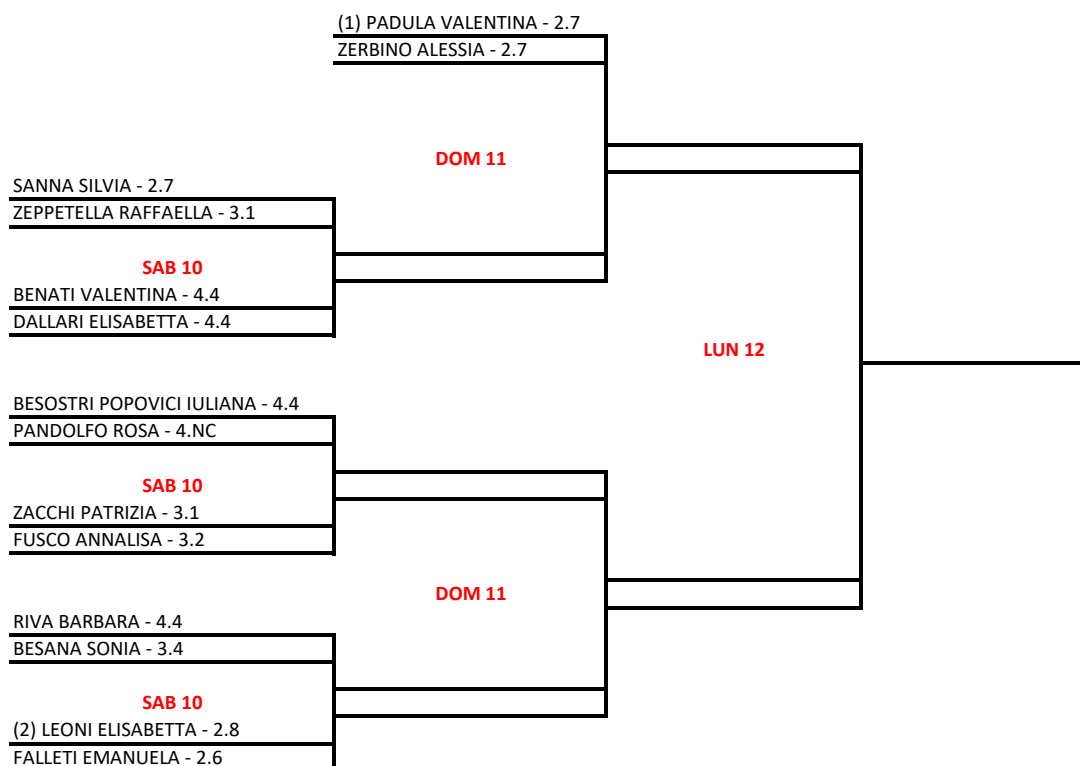 (1) PADULA VALENTINA - 2.7
ZERBINO ALESSIA - 2.7
DOM 11
SANNA SILVIA - 2.7
ZEPPETELLA RAFFAELLA - 3.1
SAB 10
BENATI VALENTINA - 4.4
DALLARI ELISABETTA - 4.4
LUN 12
BESOSTRI POPOVICI IULIANA - 4.4
PANDOLFO ROSA - 4.NC
SAB 10
ZACCHI PATRIZIA - 3.1
FUSCO ANNALISA - 3.2
DOM 11
RIVA BARBARA - 4.4
BESANA SONIA - 3.4
SAB 10
(2) LEONI ELISABETTA - 2.8
FALLETI EMANUELA - 2.6